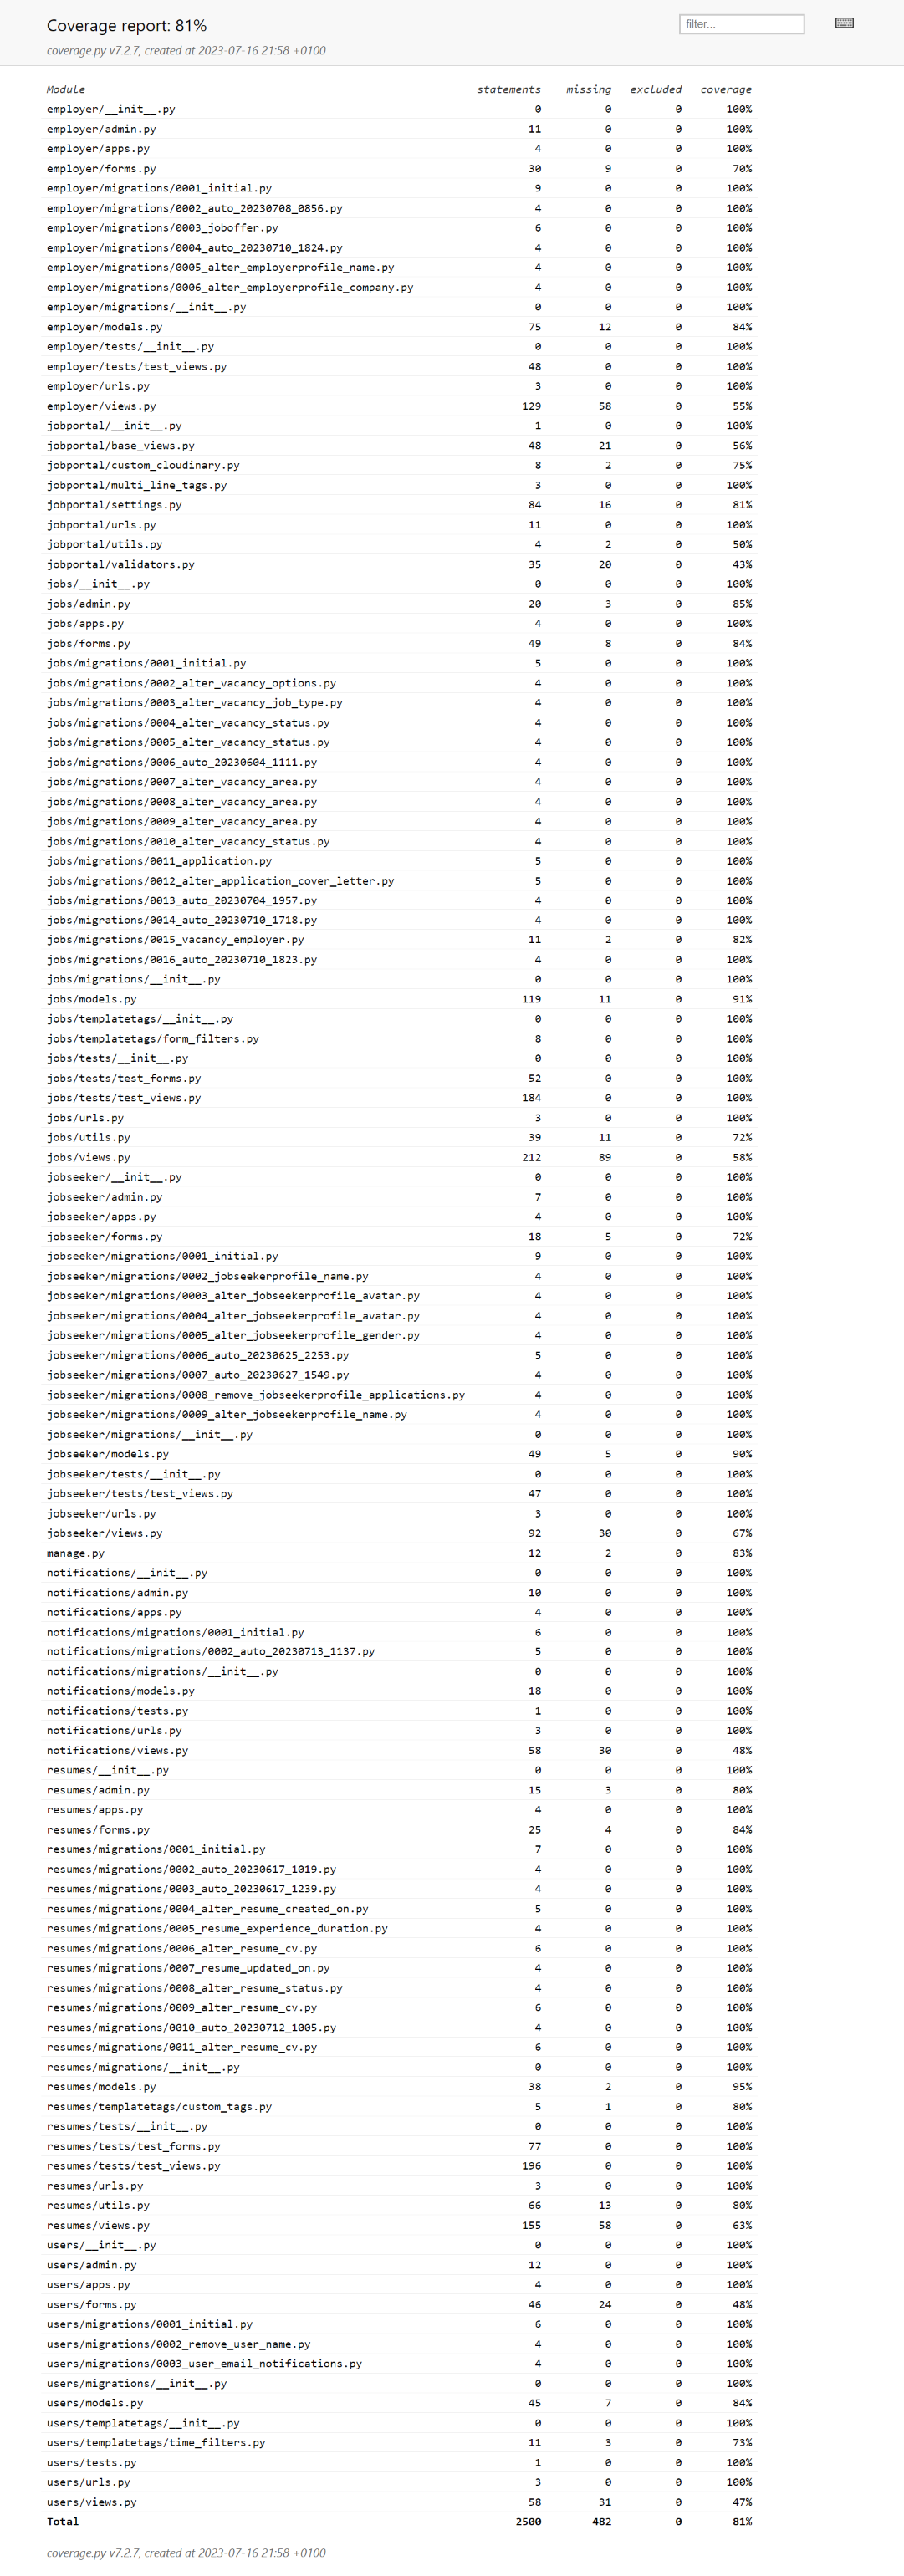 Coverage report: 81%
filter...
coverage.py v7.2.7, created at 2023-07-16 21:58 +0100
Module statements missing excluded coverage
employer/__init__.py 0 0 0 100%
employer/admin.py 11 0 0 100%
employer/apps.py 4 0 0 100%
employer/forms.py 30 9 0 70%
employer/migrations/0001_initial.py 9 0 0 100%
employer/migrations/0002_auto_20230708_0856.py 4 0 0 100%
employer/migrations/0003_joboffer.py 6 0 0 100%
employer/migrations/0004_auto_20230710_1824.py 4 0 0 100%
employer/migrations/0005_alter_employerprofile_name.py 4 0 0 100%
employer/migrations/0006_alter_employerprofile_company.py 4 0 0 100%
employer/migrations/__init__.py 0 0 0 100%
employer/models.py 75 12 0 84%
employer/tests/__init__.py 0 0 0 100%
employer/tests/test_views.py 48 0 0 100%
employer/urls.py 3 0 0 100%
employer/views.py 129 58 0 55%
jobportal/__init__.py 1 0 0 100%
jobportal/base_views.py 48 21 0 56%
jobportal/custom_cloudinary.py 8 2 0 75%
jobportal/multi_line_tags.py 3 0 0 100%
jobportal/settings.py 84 16 0 81%
jobportal/urls.py 11 0 0 100%
jobportal/utils.py 4 2 0 50%
jobportal/validators.py 35 20 0 43%
jobs/__init__.py 0 0 0 100%
jobs/admin.py 20 3 0 85%
jobs/apps.py 4 0 0 100%
jobs/forms.py 49 8 0 84%
jobs/migrations/0001_initial.py 5 0 0 100%
jobs/migrations/0002_alter_vacancy_options.py 4 0 0 100%
jobs/migrations/0003_alter_vacancy_job_type.py 4 0 0 100%
jobs/migrations/0004_alter_vacancy_status.py 4 0 0 100%
jobs/migrations/0005_alter_vacancy_status.py 4 0 0 100%
jobs/migrations/0006_auto_20230604_1111.py 4 0 0 100%
jobs/migrations/0007_alter_vacancy_area.py 4 0 0 100%
jobs/migrations/0008_alter_vacancy_area.py 4 0 0 100%
jobs/migrations/0009_alter_vacancy_area.py 4 0 0 100%
jobs/migrations/0010_alter_vacancy_status.py 4 0 0 100%
jobs/migrations/0011_application.py 5 0 0 100%
jobs/migrations/0012_alter_application_cover_letter.py 5 0 0 100%
jobs/migrations/0013_auto_20230704_1957.py 4 0 0 100%
jobs/migrations/0014_auto_20230710_1718.py 4 0 0 100%
jobs/migrations/0015_vacancy_employer.py 11 2 0 82%
jobs/migrations/0016_auto_20230710_1823.py 4 0 0 100%
jobs/migrations/__init__.py 0 0 0 100%
jobs/models.py 119 11 0 91%
jobs/templatetags/__init__.py 0 0 0 100%
jobs/templatetags/form_filters.py 8 0 0 100%
jobs/tests/__init__.py 0 0 0 100%
jobs/tests/test_forms.py 52 0 0 100%
jobs/tests/test_views.py 184 0 0 100%
jobs/urls.py 3 0 0 100%
jobs/utils.py 39 11 0 72%
jobs/views.py 212 89 0 58%
jobseeker/__init__.py 0 0 0 100%
jobseeker/admin.py 7 0 0 100%
jobseeker/apps.py 4 0 0 100%
jobseeker/forms.py 18 5 0 72%
jobseeker/migrations/0001_initial.py 9 0 0 100%
jobseeker/migrations/0002_jobseekerprofile_name.py 4 0 0 100%
jobseeker/migrations/0003_alter_jobseekerprofile_avatar.py 4 0 0 100%
jobseeker/migrations/0004_alter_jobseekerprofile_avatar.py 4 0 0 100%
jobseeker/migrations/0005_alter_jobseekerprofile_gender.py 4 0 0 100%
jobseeker/migrations/0006_auto_20230625_2253.py 5 0 0 100%
jobseeker/migrations/0007_auto_20230627_1549.py 4 0 0 100%
jobseeker/migrations/0008_remove_jobseekerprofile_applications.py 4 0 0 100%
jobseeker/migrations/0009_alter_jobseekerprofile_name.py 4 0 0 100%
jobseeker/migrations/__init__.py 0 0 0 100%
jobseeker/models.py 49 5 0 90%
jobseeker/tests/__init__.py 0 0 0 100%
jobseeker/tests/test_views.py 47 0 0 100%
jobseeker/urls.py 3 0 0 100%
jobseeker/views.py 92 30 0 67%
manage.py 12 2 0 83%
notifications/__init__.py 0 0 0 100%
notifications/admin.py 10 0 0 100%
notifications/apps.py 4 0 0 100%
notifications/migrations/0001_initial.py 6 0 0 100%
notifications/migrations/0002_auto_20230713_1137.py 5 0 0 100%
notifications/migrations/__init__.py 0 0 0 100%
notifications/models.py 18 0 0 100%
notifications/tests.py 1 0 0 100%
notifications/urls.py 3 0 0 100%
notifications/views.py 58 30 0 48%
resumes/__init__.py 0 0 0 100%
resumes/admin.py 15 3 0 80%
resumes/apps.py 4 0 0 100%
resumes/forms.py 25 4 0 84%
resumes/migrations/0001_initial.py 7 0 0 100%
resumes/migrations/0002_auto_20230617_1019.py 4 0 0 100%
resumes/migrations/0003_auto_20230617_1239.py 4 0 0 100%
resumes/migrations/0004_alter_resume_created_on.py 5 0 0 100%
resumes/migrations/0005_resume_experience_duration.py 4 0 0 100%
resumes/migrations/0006_alter_resume_cv.py 6 0 0 100%
resumes/migrations/0007_resume_updated_on.py 4 0 0 100%
resumes/migrations/0008_alter_resume_status.py 4 0 0 100%
resumes/migrations/0009_alter_resume_cv.py 6 0 0 100%
resumes/migrations/0010_auto_20230712_1005.py 4 0 0 100%
resumes/migrations/0011_alter_resume_cv.py 6 0 0 100%
resumes/migrations/__init__.py 0 0 0 100%
resumes/models.py 38 2 0 95%
resumes/templatetags/custom_tags.py 5 1 0 80%
resumes/tests/__init__.py 0 0 0 100%
resumes/tests/test_forms.py 77 0 0 100%
resumes/tests/test_views.py 196 0 0 100%
resumes/urls.py 3 0 0 100%
resumes/utils.py 66 13 0 80%
resumes/views.py 155 58 0 63%
users/__init__.py 0 0 0 100%
users/admin.py 12 0 0 100%
users/apps.py 4 0 0 100%
users/forms.py 46 24 0 48%
users/migrations/0001_initial.py 6 0 0 100%
users/migrations/0002_remove_user_name.py 4 0 0 100%
users/migrations/0003_user_email_notifications.py 4 0 0 100%
users/migrations/__init__.py 0 0 0 100%
users/models.py 45 7 0 84%
users/templatetags/__init__.py 0 0 0 100%
users/templatetags/time_filters.py 11 3 0 73%
users/tests.py 1 0 0 100%
users/urls.py 3 0 0 100%
users/views.py 58 31 0 47%
Total 2500 482 0 81%
coverage.py v7.2.7, created at 2023-07-16 21:58 +0100